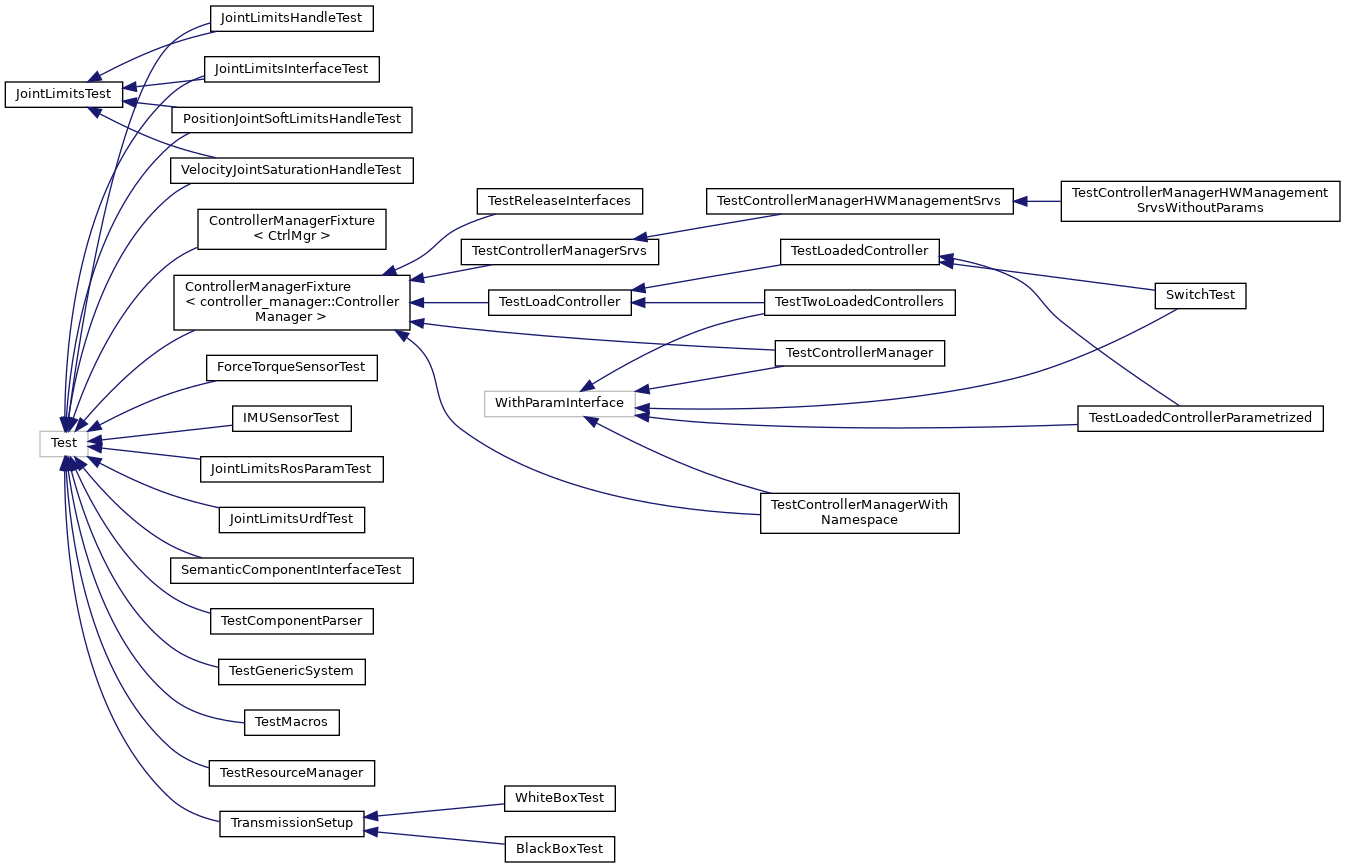 JointLimitsHandleTest
JointLimitsInterfaceTest
JointLimitsTest
PositionJointSoftLimitsHandleTest
VelocityJointSaturationHandleTest
ControllerManagerFixture
< CtrlMgr >
ControllerManagerFixture
< controller_manager::Controller
Manager >
ForceTorqueSensorTest
IMUSensorTest
Test
JointLimitsRosParamTest
JointLimitsUrdfTest
SemanticComponentInterfaceTest
TestComponentParser
TestGenericSystem
TestMacros
TestResourceManager
TransmissionSetup
TestReleaseInterfaces
TestControllerManagerSrvs
TestLoadController
WithParamInterface
WhiteBoxTest
BlackBoxTest
TestControllerManagerHWManagementSrvs
TestLoadedController
TestTwoLoadedControllers
TestControllerManager
TestControllerManagerWith
Namespace
TestControllerManagerHWManagement
SrvsWithoutParams
SwitchTest
TestLoadedControllerParametrized